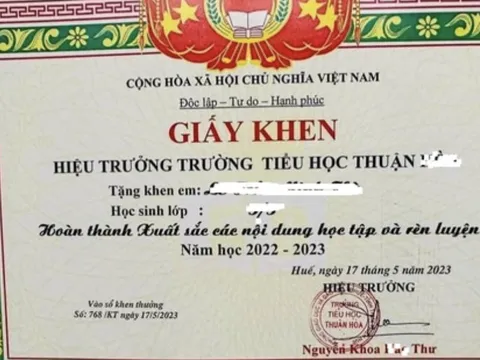 CỘNG HÒA XÃ HỘI CHỦ NGHĨA VIỆT NAM
Độc lập – Tự do – Hạnh phúc
GIẤY KHEN
HIỆU TRƯỞNG TRƯỜNG TIỂU HỌC THUẬN
Tặng khen em:
Học sinh lớp :
Hoàn thành Xuất sắc các nội dung học tập và rèn luyện
Năm học 2022 - 2023
Huế, ngày 17 tháng 5 năm 2023
HIỆU TRƯỞNG
Vào sổ khen thưởng
Số: 768 /KT ngày 17/5/2023
TRƯỜNG
TIỂU HỌC
THUẬN HÒA
Nguyễn Khoa Thư